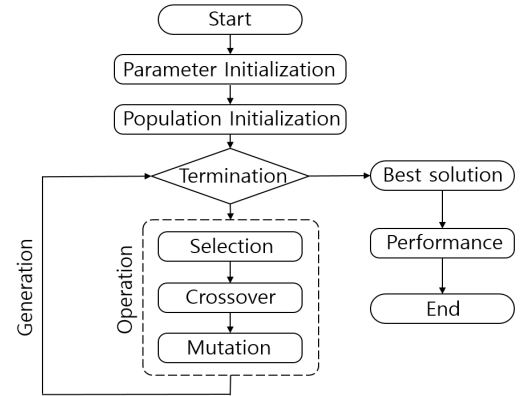 Start
Parameter Initialization
Population Initialization
Termination
Best solution
Selection
Performance
Crossover
End
Mutation
Operation
Generation